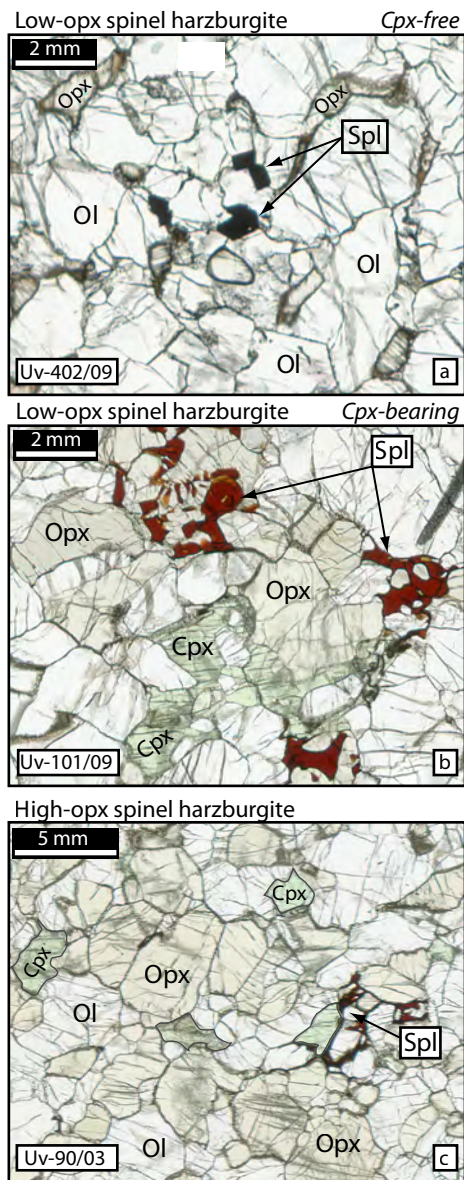 Low-opx spinel harzburgite Cpx-free
2 mm
Opx
Opx
Spl
Ol
Ol
Ol
Uv-402/09
a
Low-opx spinel harzburgite Cpx-bearing
2 mm
Spl
Opx
Opx
Cpx
Cpx
Uv-101/09
b
High-opx spinel harzburgite
5 mm
Cpx
Cpx
Opx
Ol
Spl
Uv-90/03
Ol
Opx
c